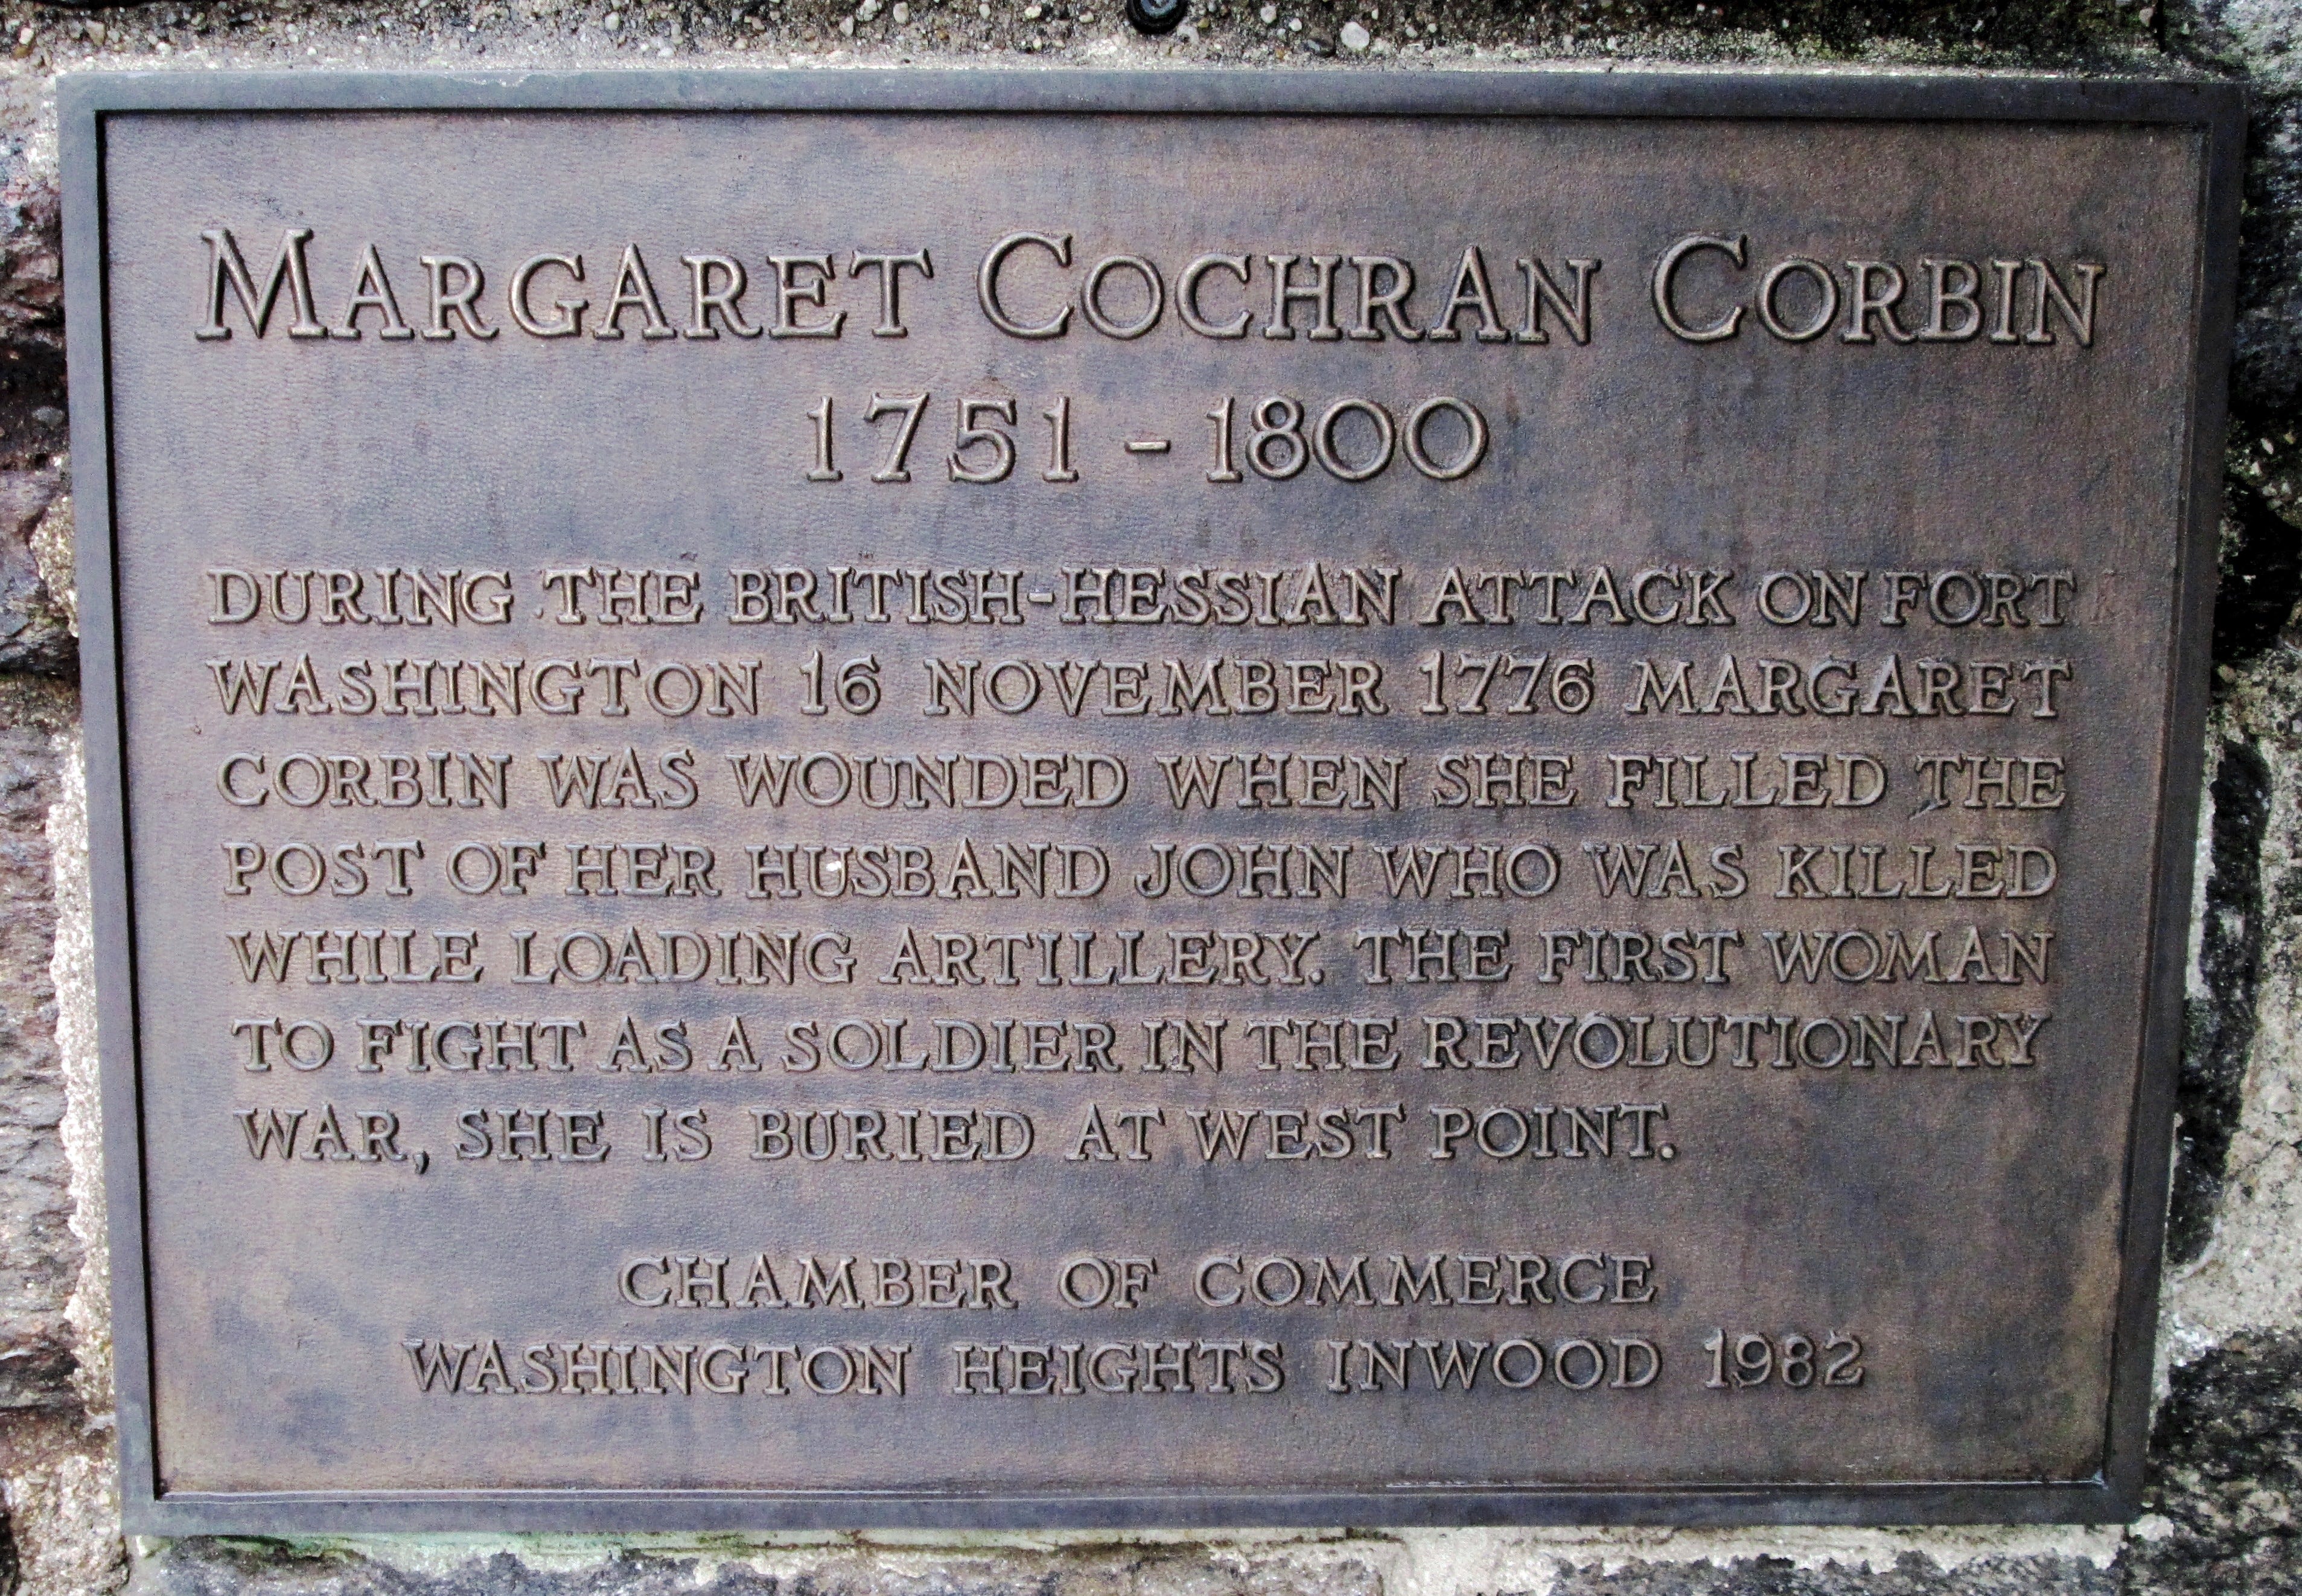 MARGARET COCHRAN CORBIN
1751 - 1800
DURING THE BRITISH-HESSIAN ATTACK ON FORT
WASHINGTON 16 NOVEMBER 1776 MARGARET
CORBIN WAS WOUNDED WHEN SHE FILLED THE
POST OF HER HUSBAND JOHN WHO WAS KILLED
WHILE LOADING ARTILLERY. THE FIRST WOMAN
TO FIGHT AS A SOLDIER IN THE REVOLUTIONARY
WAR, SHE IS BURIED AT WEST POINT.
CHAMBER OF COMMERCE
WASHINGTON HEIGHTS INWOOD 1982